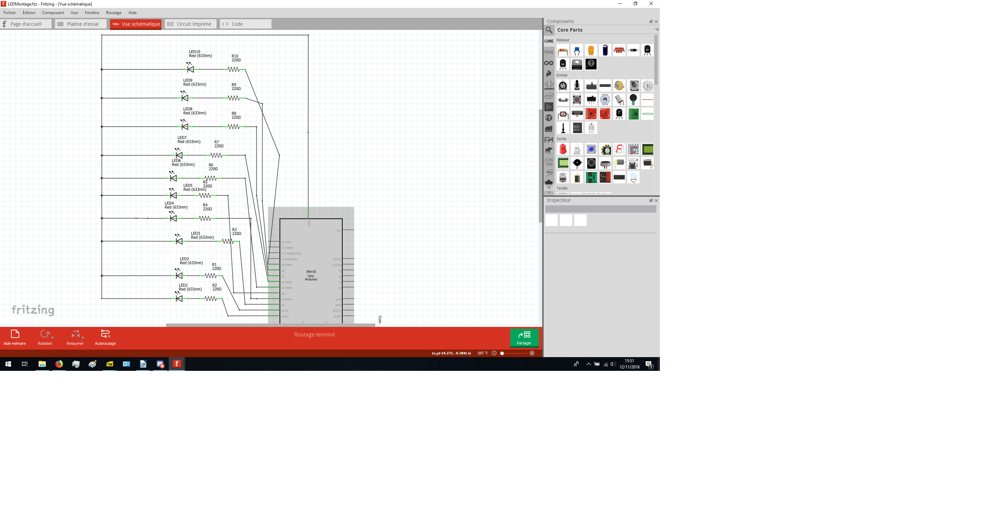 LEDMontage.fzz - Fritzing - [Vue schématique]
Fichier Édition Composant Vue Fenêtre Routage Aide
Page d'accueil Platine d'essai Vue schématique Circuit imprimé Code
LED10
Red (633nm)
R10
220Ω
LED9
Red (633nm)
R9
220Ω
LED8
Red (633nm)
R8
220Ω
LED7
Red (633nm)
R7
220Ω
LED6
Red (633nm)
R6
220Ω
LED5
Red (633nm)
R5
220Ω
LED4
Red (633nm)
R4
220Ω
LED3
Red (633nm)
R3
220Ω
LED2
Red (633nm)
R1
220Ω
LED1
Red (633nm)
R2
220Ω
GND
N/C
D13/SCK
D12/MISO
D11 PWM/MOSI
D10 PWM/SS
D9 PWM
D8
D7
D6 PWM
D5 PWM
D4
D3 PWM
D2
D1/TX
D0/RX
(Rev3)
Uno
Arduino
A5/SCL
A4/SDA
A3
A2
A1
A0
ioref
AREF
RESET2
RESET
Com
fritzing
Composants
Core Parts
CORE
MINE
seeed
intel
PA
CON
TRIB
Basique
Entrée
RFID
ID12
Sortie
Textile
Inspecteur
Aide-mémoire
Rotation
Retourner
Autoroutage
Routage terminé
Partager
(x,y)=(4.272, -0.384) in 185 %
15:51
12/11/2018
1